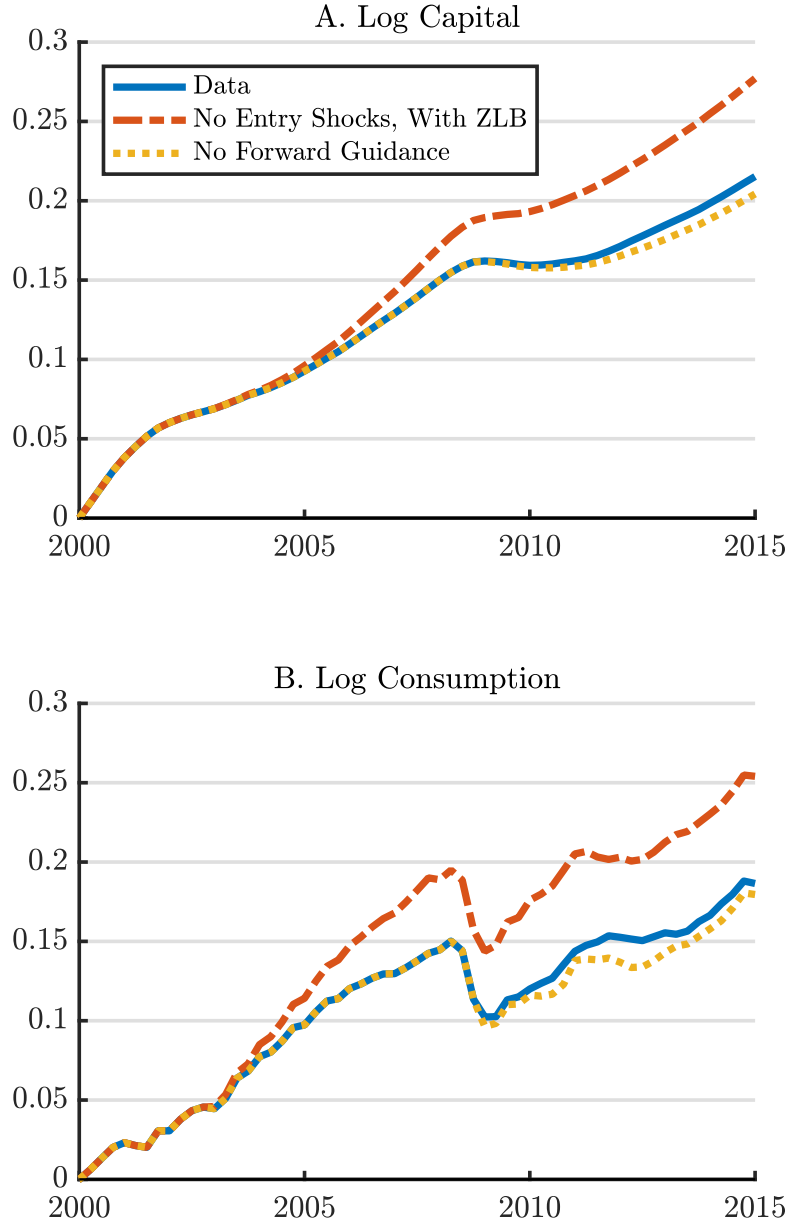 A. Log Capital
0.3
Data
No Entry Shocks, With ZLB
No Forward Guidance
0.25
0.2
0.15
0.1
0.05
0
2000 2005 2010 2015
B. Log Consumption
0.3
0.25
0.2
0.15
0.1
0.05
0
2000 2005 2010 2015